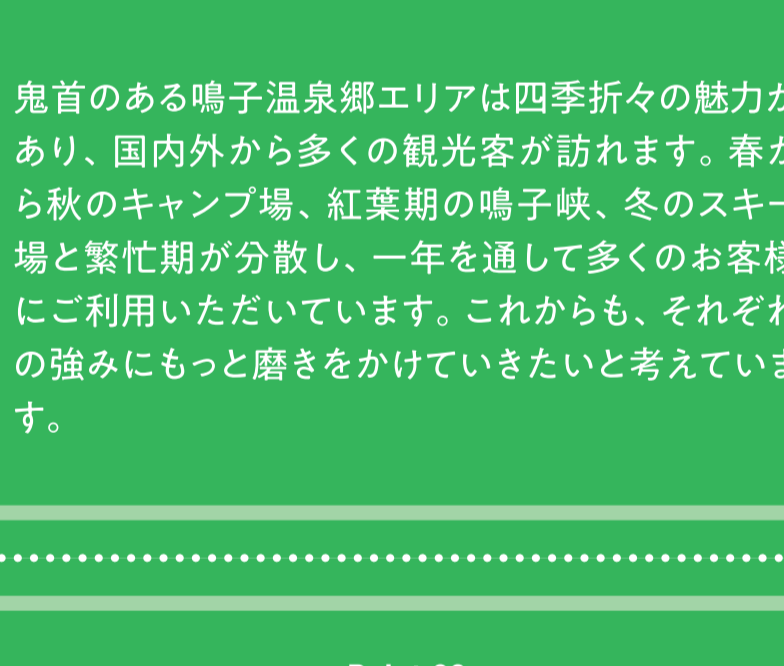 鬼首のある鳴子温泉郷エリアは四季折々の魅力が
あり、国内外から多くの観光客が訪れます。春か
ら秋のキャンプ場、紅葉期の鳴子峡、冬のスキー
場と繁忙期が分散し、一年を通して多くのお客様
にご利用いただいています。これからも、それぞれ
の強みにもっと磨きをかけていきたいと考えていま
す。